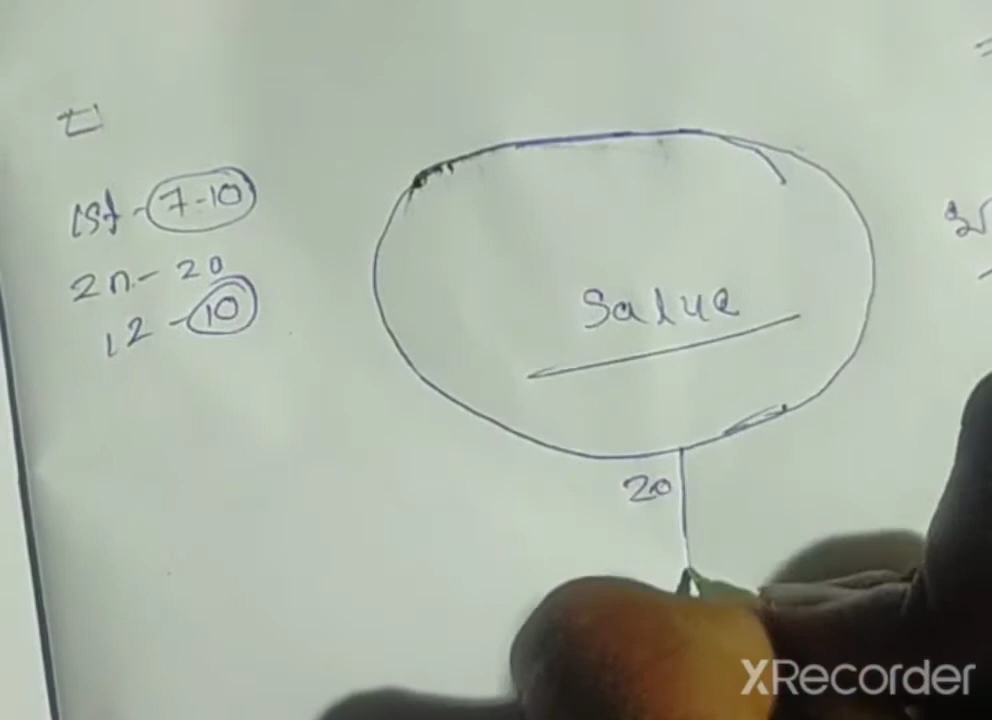 1st - 7-10
2n - 20
12 - 10
Salue
20
XRecorder